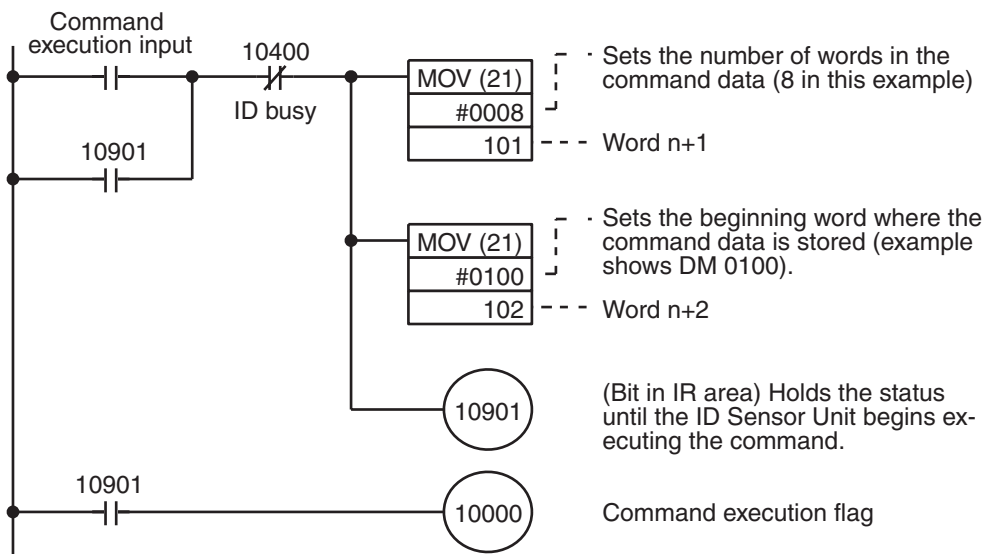 Command
execution input
10400
ID busy
10901
MOV (21)
#0008
101
Sets the number of words in the
command data (8 in this example)
Word n+1
MOV (21)
#0100
102
Sets the beginning word where the
command data is stored (example
shows DM 0100).
Word n+2
10901
(Bit in IR area) Holds the status
until the ID Sensor Unit begins ex-
ecuting the command.
10901
10000
Command execution flag